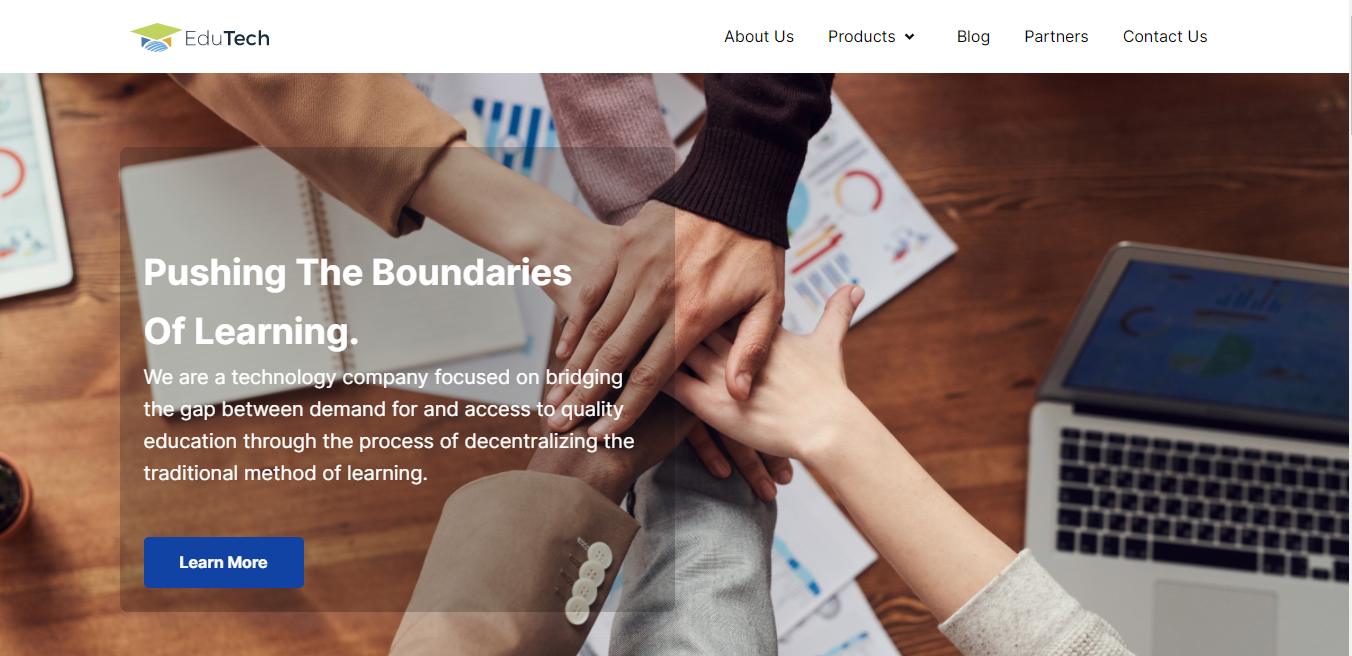 EduTech
About Us
Products
Blog
Partners
Contact Us
Pushing The Boundaries
Of Learning.
We are a technology company focused on bridging
the gap between demand for and access to quality
education through the process of decentralizing the
traditional method of learning.
Learn More